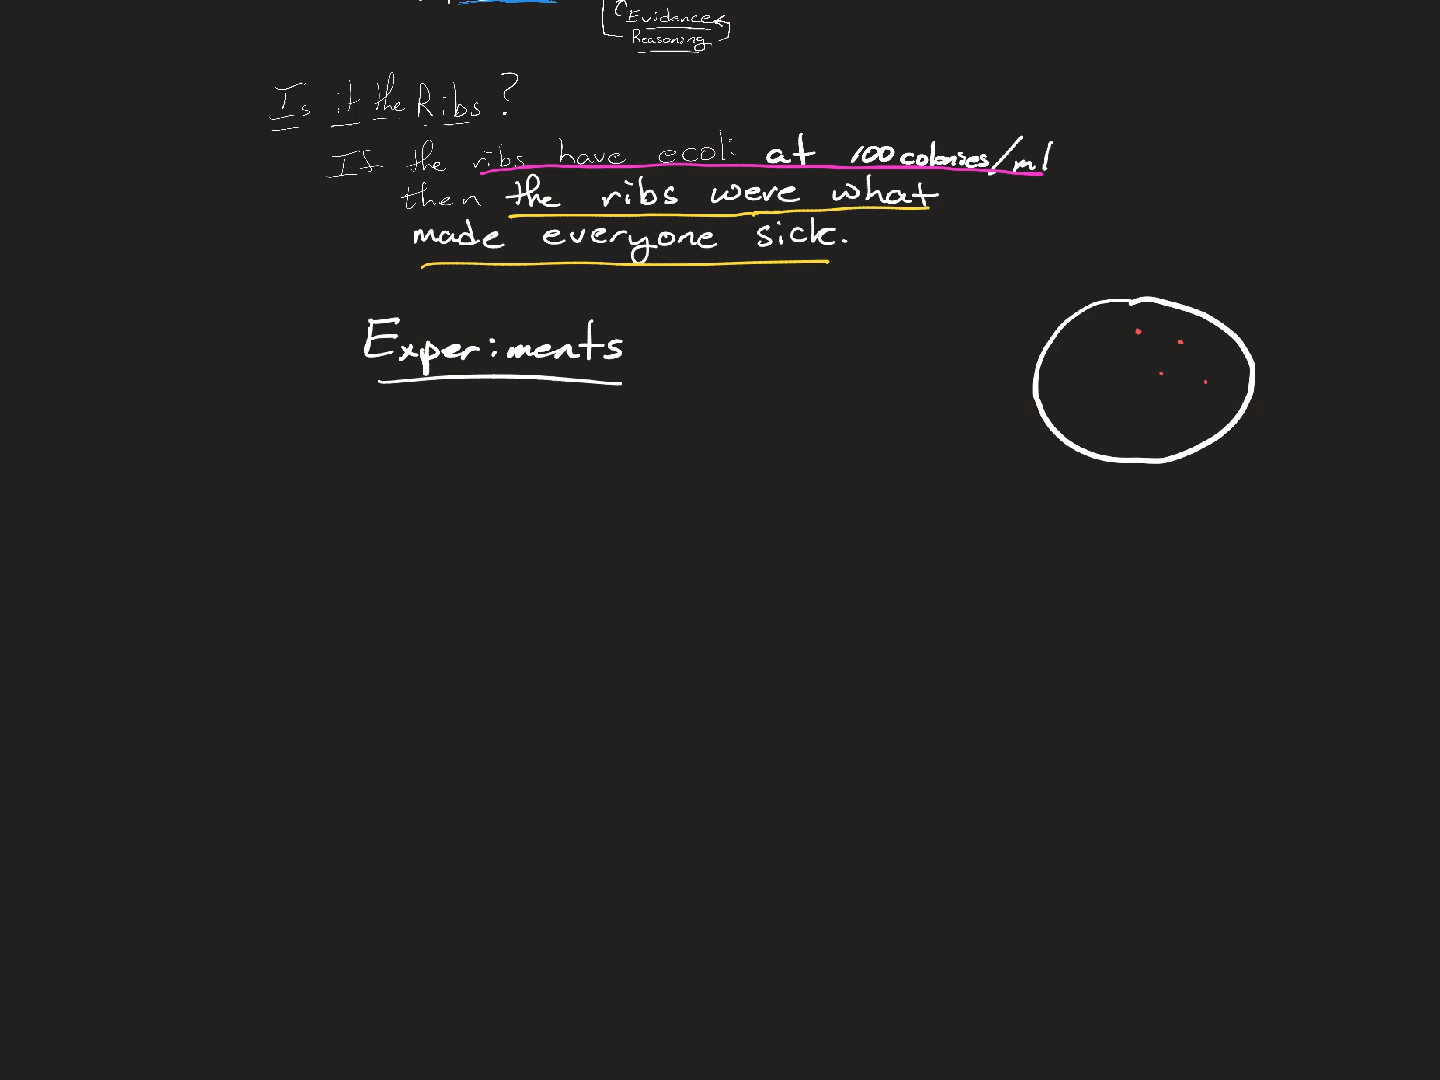 Evidence
Reasoning
Is it the Ribs?
If the ribs have ecoli at 100 colonies/ml
then the ribs were what
made everyone sick.
Experiments